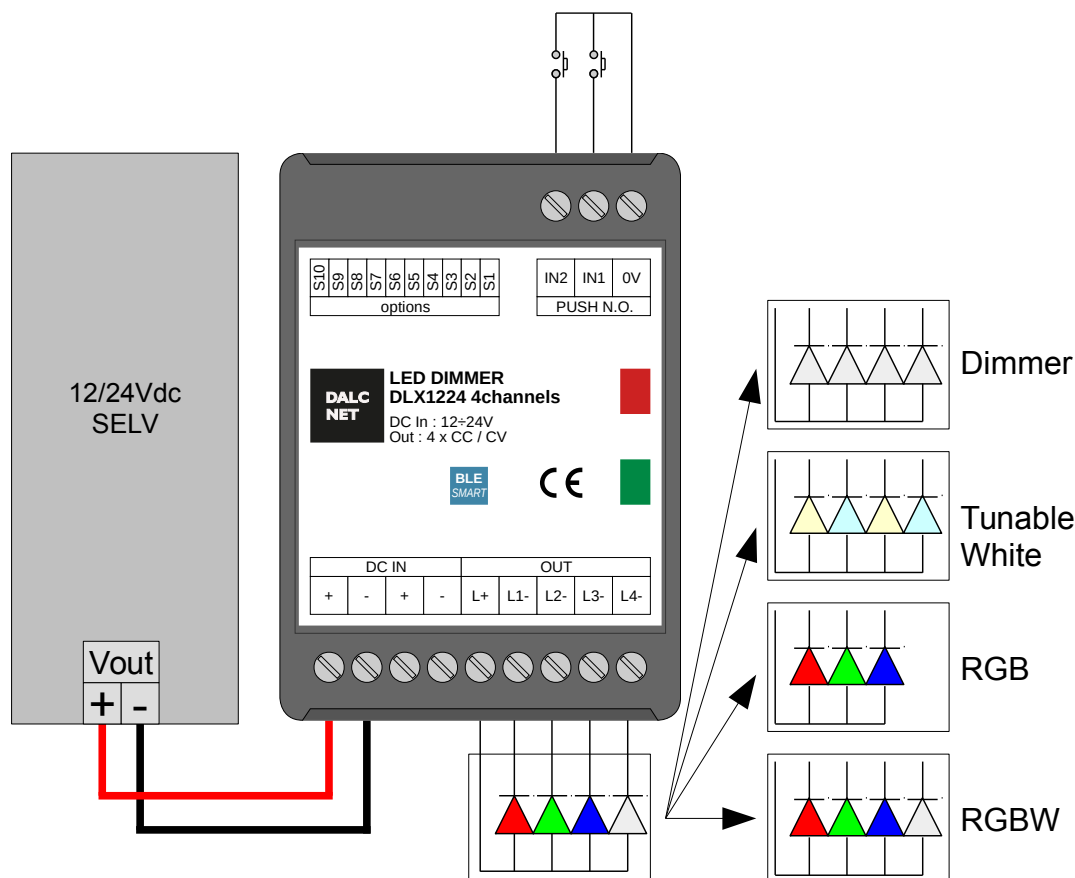 12/24Vdc
SELV
Vout
+ -
S10 S9 S8 S7 S6 S5 S4 S3 S2 S1
options
IN2 IN1 0V
PUSH N.O.
DALC
NET
LED DIMMER
DLX1224 4channels
DC In : 12÷24V
Out : 4 x CC / CV
BLE
SMART
CE
DC IN OUT
+ - + - L+ L1- L2- L3- L4-
Dimmer
Tunable
White
RGB
RGBW